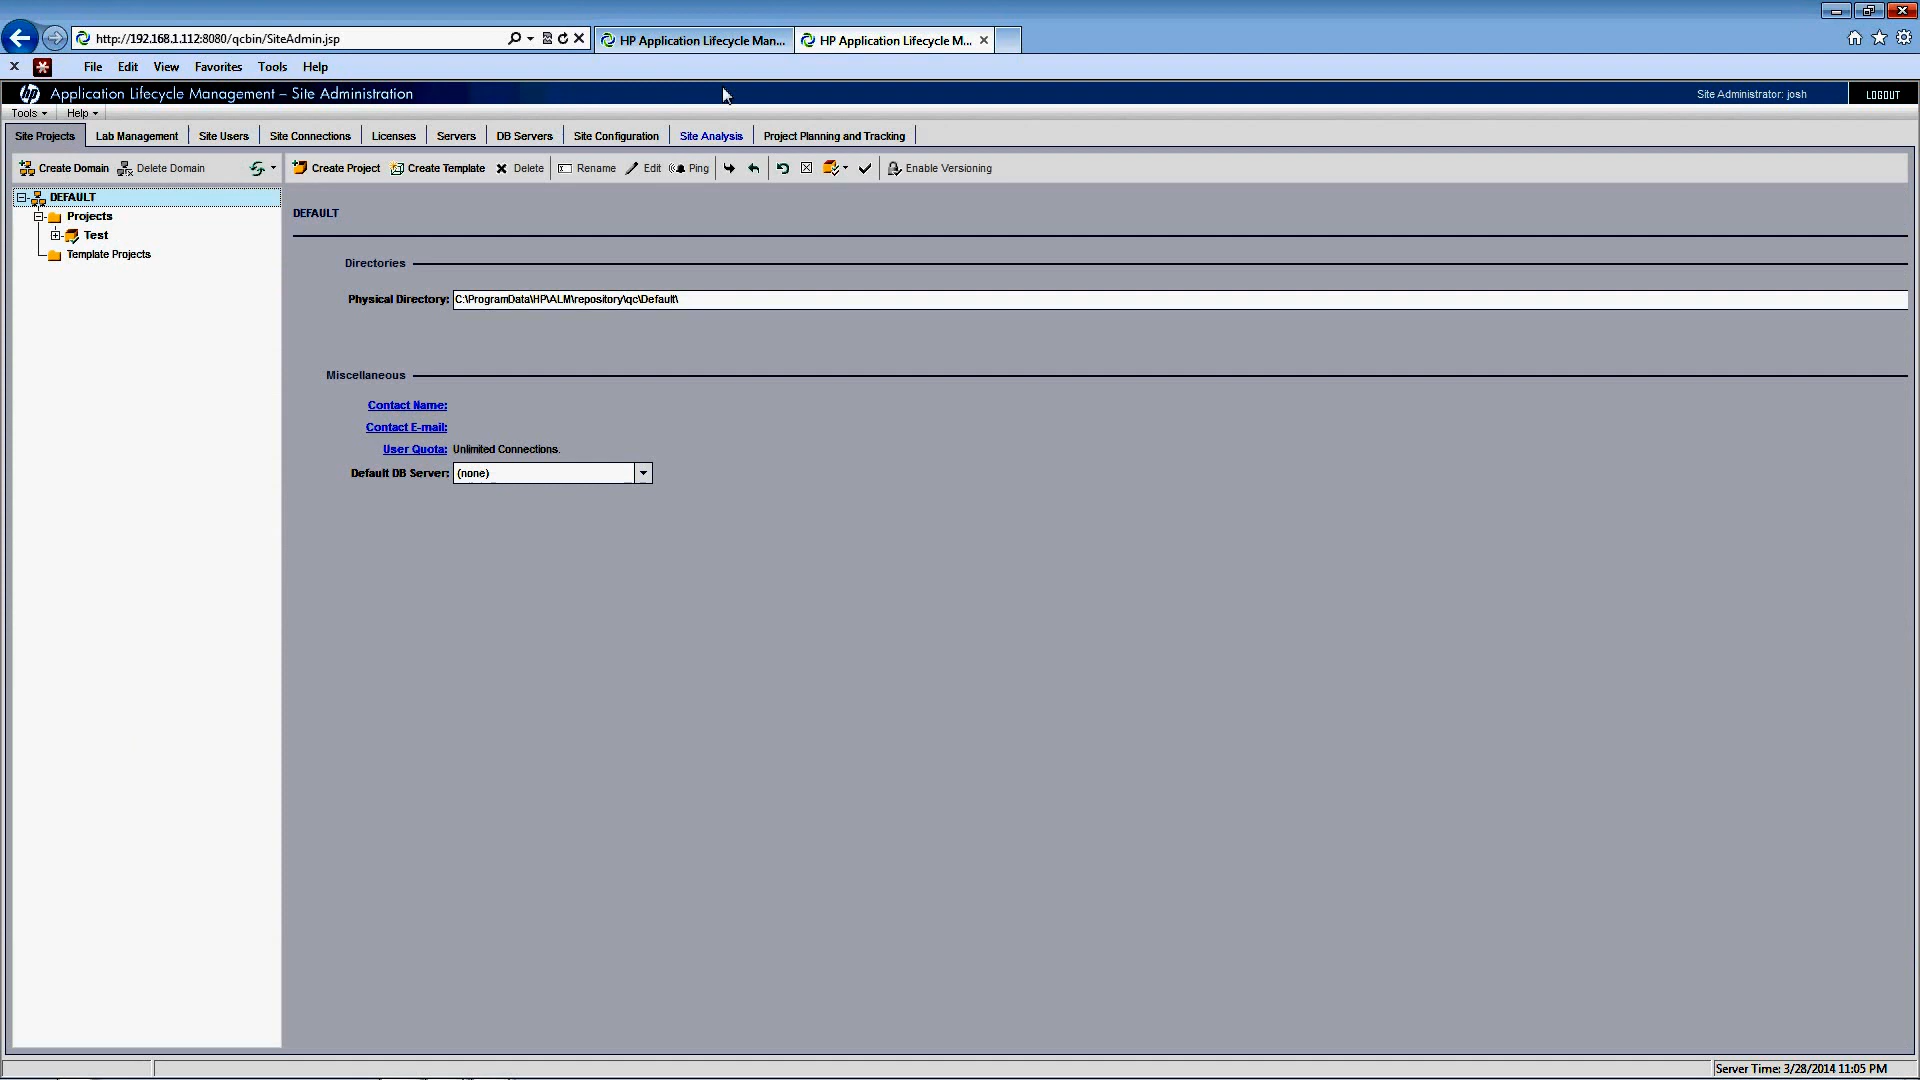 http://192.168.1.112:8080/qcbin/SiteAdmin.jsp
HP Application Lifecycle Man...
HP Application Lifecycle M...
File Edit View Favorites Tools Help
hp Application Lifecycle Management – Site Administration
Site Administrator: josh
LOGOUT
Tools Help
Site Projects Lab Management Site Users Site Connections Licenses Servers DB Servers Site Configuration Site Analysis Project Planning and Tracking
Create Domain Delete Domain
Create Project Create Template Delete Rename Edit Ping Enable Versioning
DEFAULT
Projects
Test
Template Projects
DEFAULT
Directories
Physical Directory: C:\ProgramData\HP\ALM\repository\qc\Default\
Miscellaneous
Contact Name:
Contact E-mail:
User Quota: Unlimited Connections.
Default DB Server: (none)
Server Time: 3/28/2014 11:05 PM